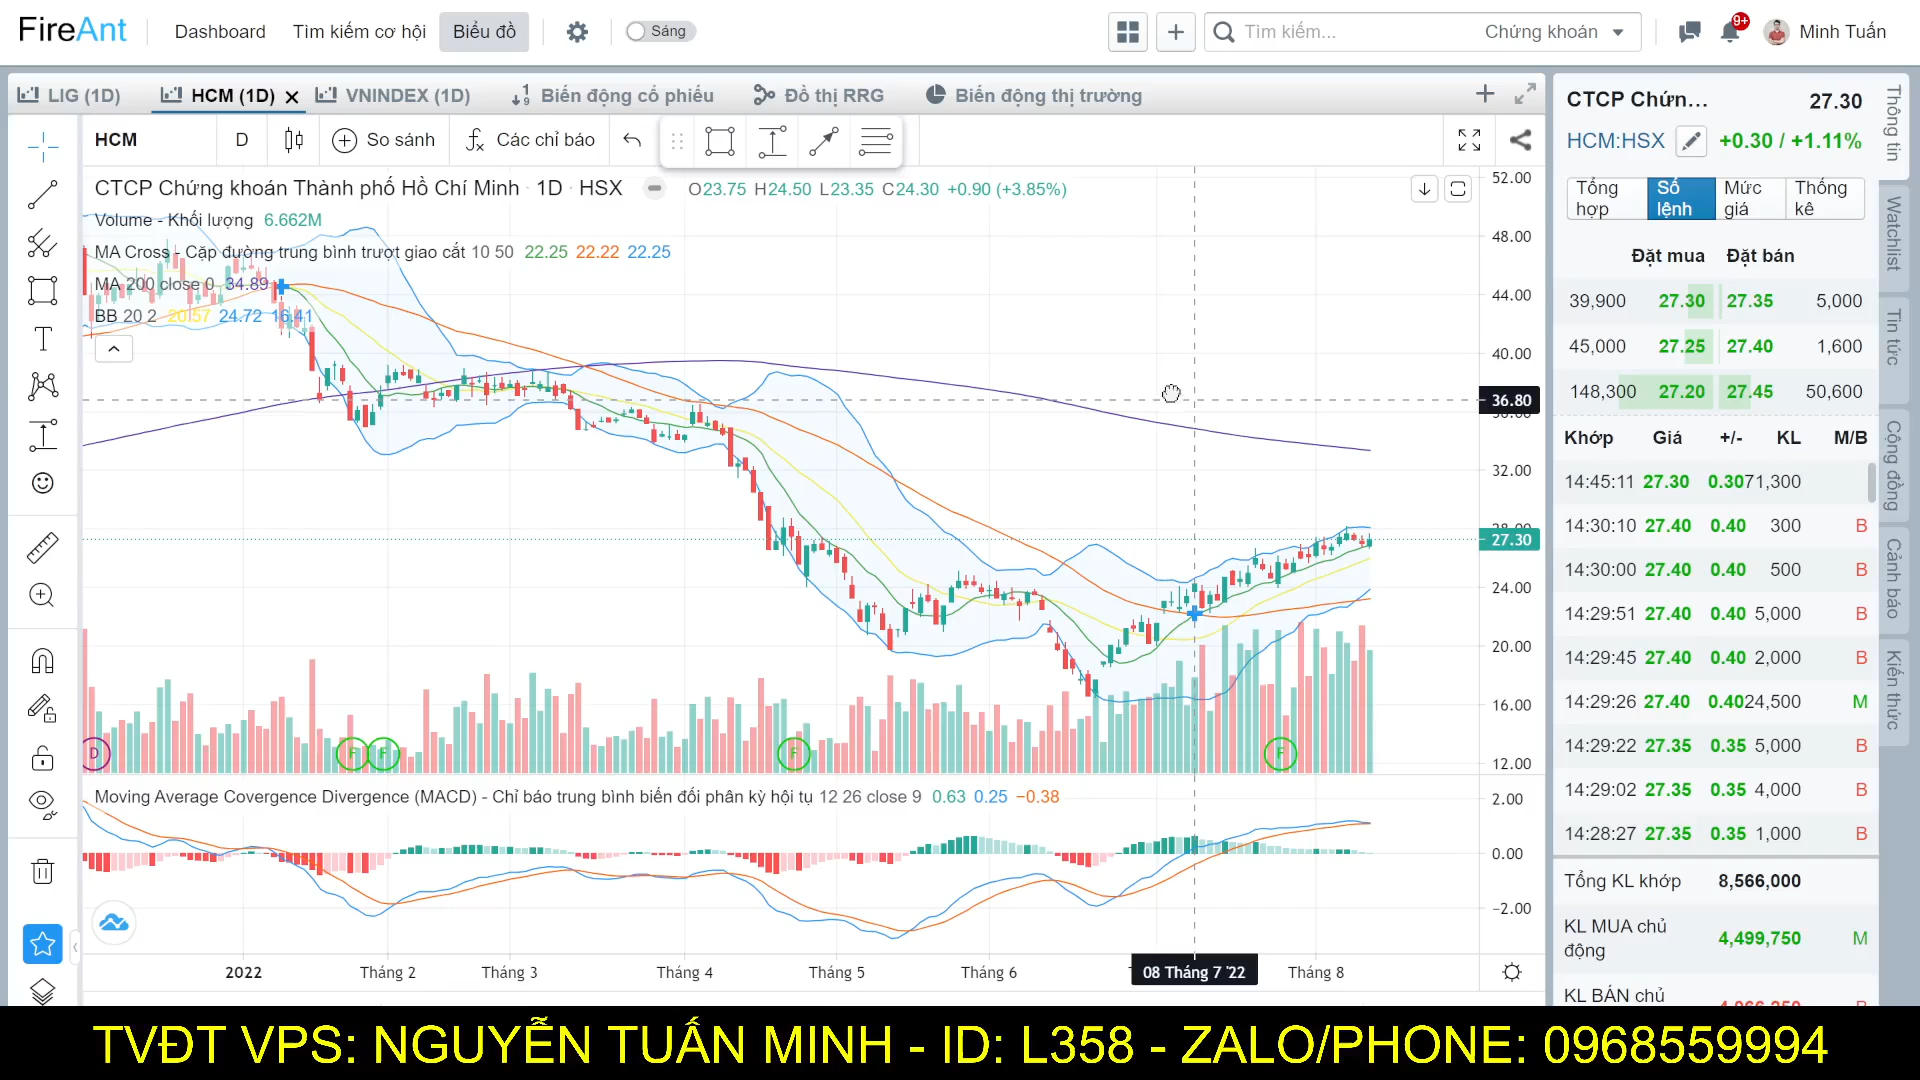 FireAnt
Dashboard
Tìm kiếm cơ hội
Biểu đồ
Sáng
Tìm kiếm...
Chứng khoán
9+
Minh Tuấn
LIG (1D)
HCM (1D)
VNINDEX (1D)
Biến động cổ phiếu
Đồ thị RRG
Biến động thị trường
HCM
D
So sánh
Các chỉ báo
CTCP Chứng khoán Thành phố Hồ Chí Minh · 1D · HSX
O23.75 H24.50 L23.35 C24.30 +0.90 (+3.85%)
Volume - Khối lượng 6.662M
MA Cross - Cặp đường trung bình trượt giao cắt 10 50 22.25 22.22 22.25
MA 200 close 0 34.89
BB 20 2 20.57 24.72 16.41
52.00
48.00
44.00
40.00
36.80
32.00
28.00
27.30
24.00
20.00
16.00
12.00
D
F
F
F
F
Moving Average Covergence Divergence (MACD) - Chỉ báo trung bình biến đổi phân kỳ hội tụ 12 26 close 9 0.63 0.25 −0.38
2.00
0.00
−2.00
2022
Tháng 2
Tháng 3
Tháng 4
Tháng 5
Tháng 6
08 Tháng 7 '22
Tháng 8
CTCP Chứn... 27.30
HCM:HSX +0.30 / +1.11%
Tổng hợp
Số lệnh
Mức giá
Thống kê
Đặt mua Đặt bán
39,900 27.30 27.35 5,000
45,000 27.25 27.40 1,600
148,300 27.20 27.45 50,600
Khớp Giá +/- KL M/B
14:45:11 27.30 0.30 71,300
14:30:10 27.40 0.40 300 B
14:30:00 27.40 0.40 500 B
14:29:51 27.40 0.40 5,000 B
14:29:45 27.40 0.40 2,000 B
14:29:26 27.40 0.40 24,500 M
14:29:22 27.35 0.35 5,000 B
14:29:02 27.35 0.35 4,000 B
14:28:27 27.35 0.35 1,000 B
Tổng KL khớp 8,566,000
KL MUA chủ động 4,499,750 M
KL BÁN chủ
Thông tin
Watchlist
Tin tức
Cộng đồng
Cảnh báo
Kiến thức
TVĐT VPS: NGUYỄN TUẤN MINH - ID: L358 - ZALO/PHONE: 0968559994